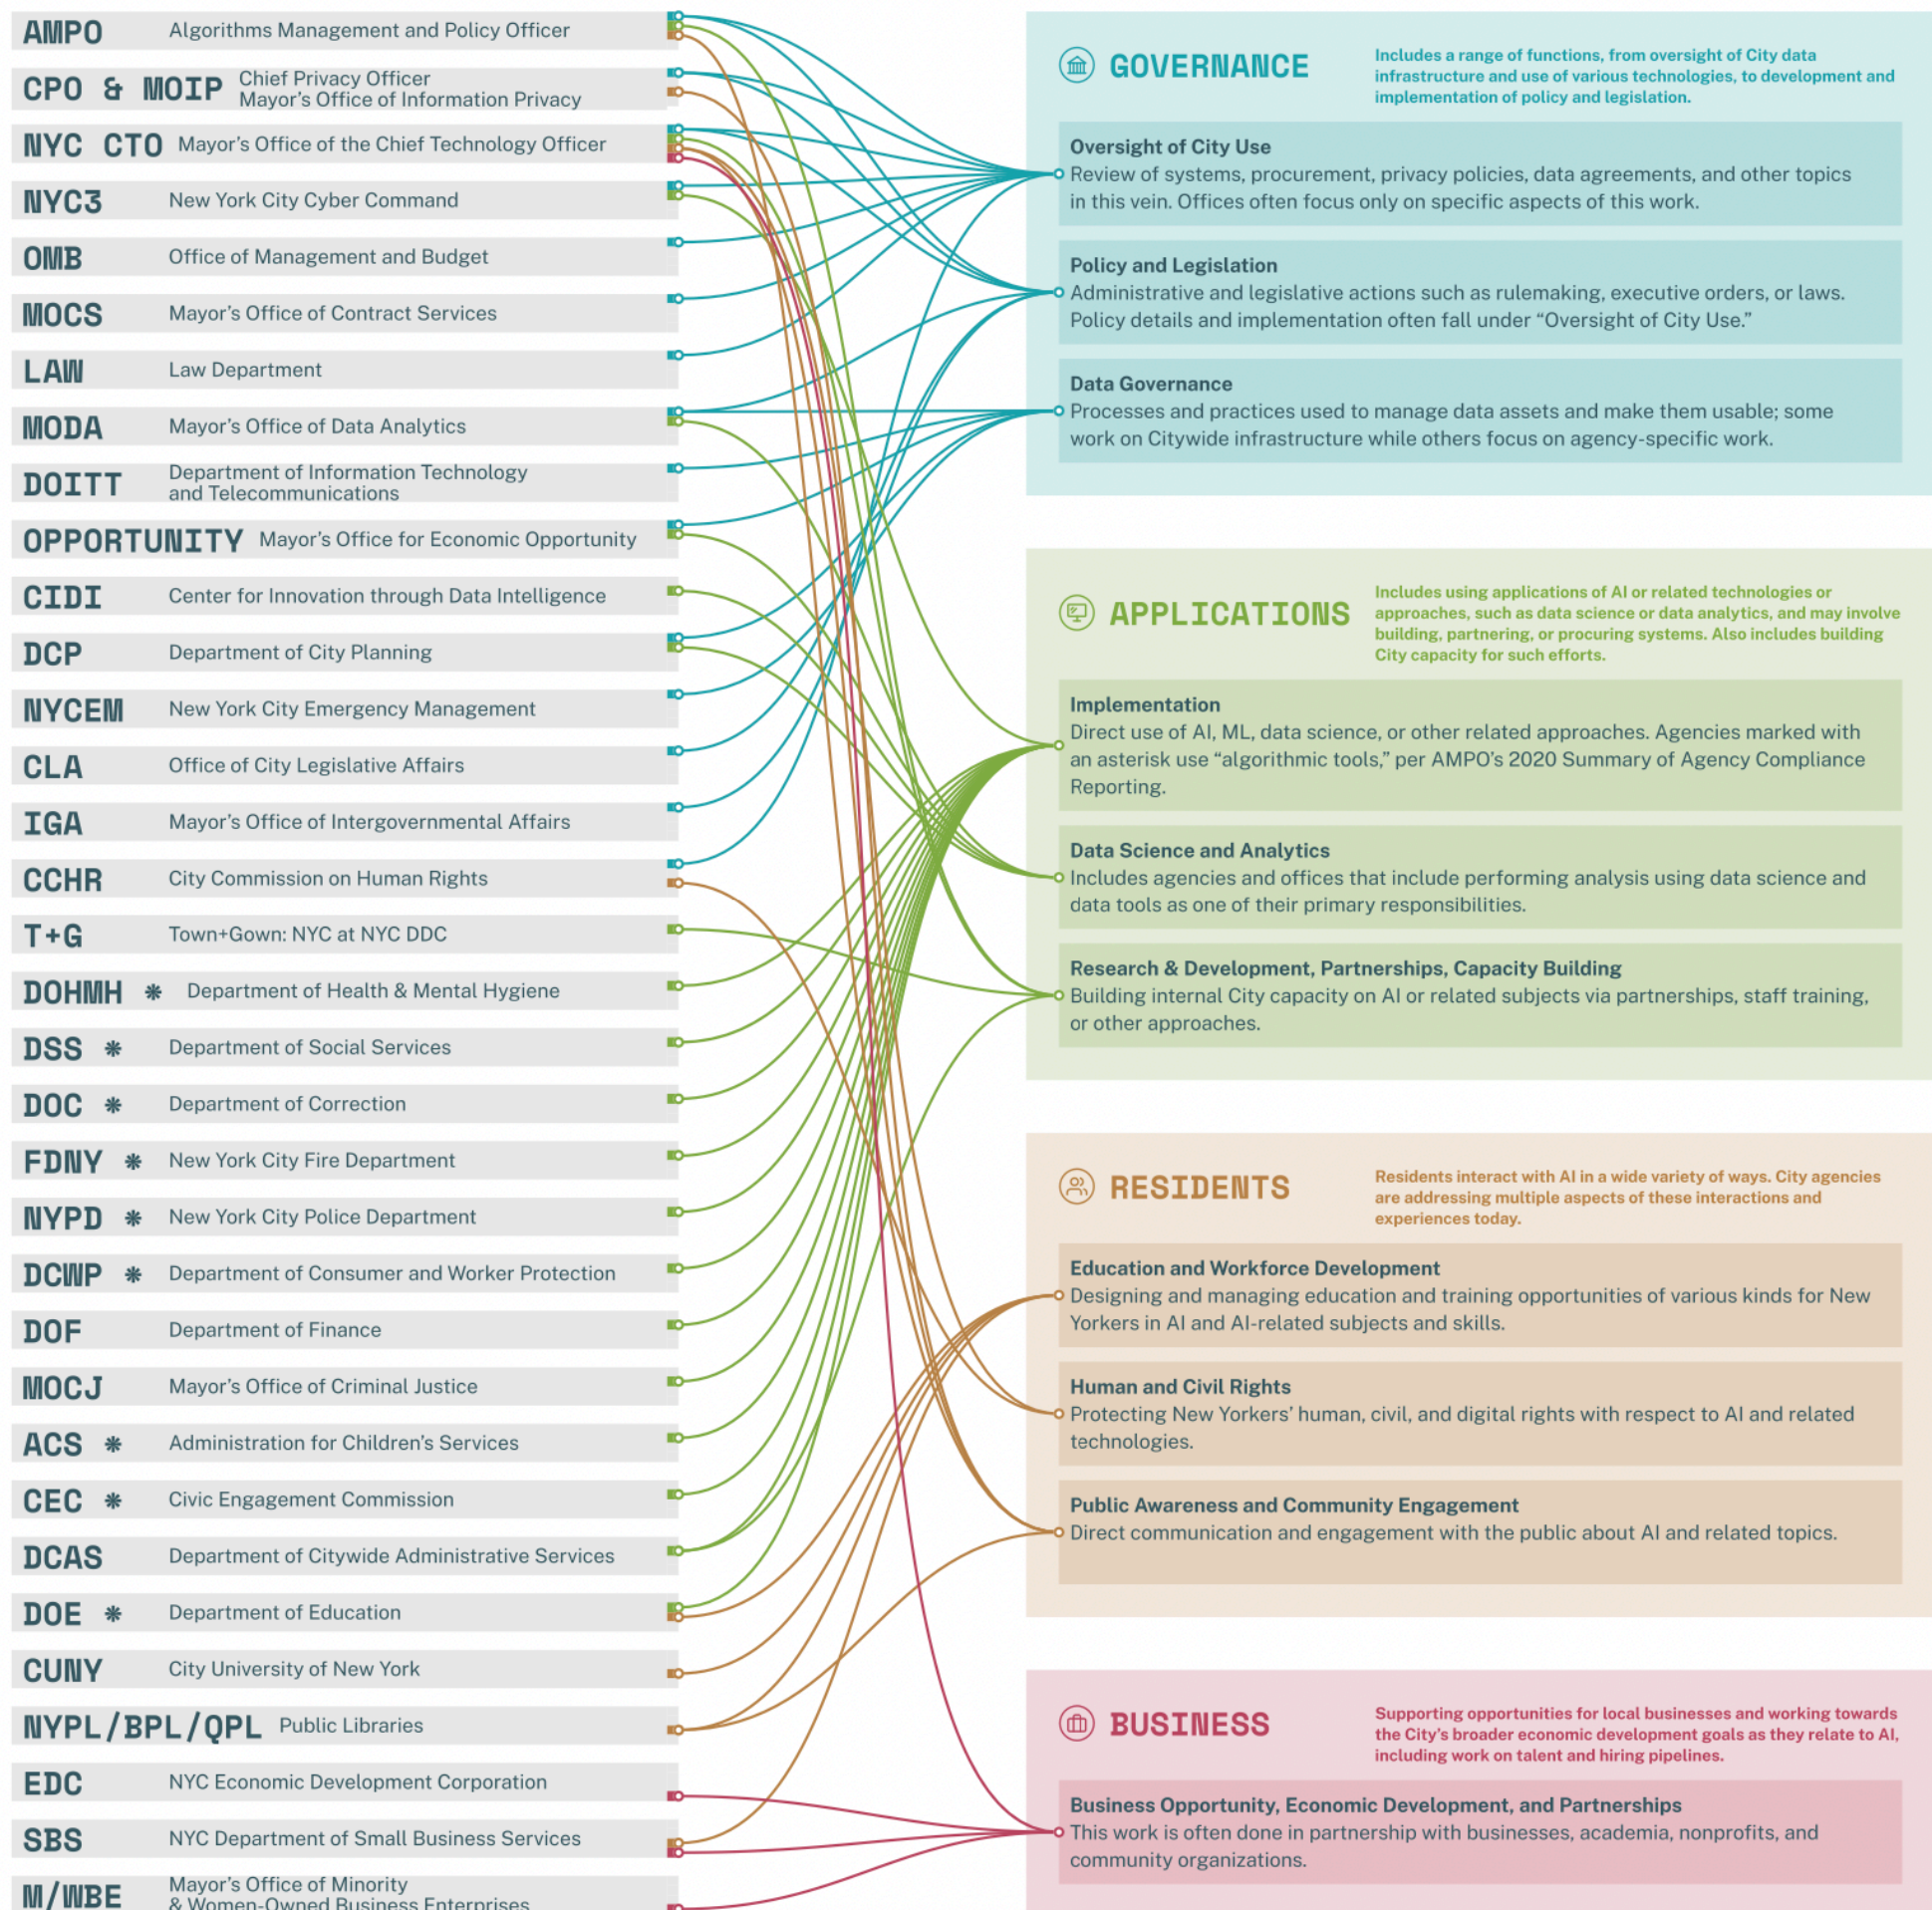 AMPO Algorithms Management and Policy Officer
CPO & MOIP Chief Privacy Officer
Mayor’s Office of Information Privacy
NYC CTO Mayor’s Office of the Chief Technology Officer
NYC3 New York City Cyber Command
OMB Office of Management and Budget
MOCS Mayor’s Office of Contract Services
LAW Law Department
MODA Mayor’s Office of Data Analytics
DOITT Department of Information Technology
and Telecommunications
OPPORTUNITY Mayor’s Office for Economic Opportunity
CIDI Center for Innovation through Data Intelligence
DCP Department of City Planning
NYCEM New York City Emergency Management
CLA Office of City Legislative Affairs
IGA Mayor’s Office of Intergovernmental Affairs
CCHR City Commission on Human Rights
T+G Town+Gown: NYC at NYC DDC
DOHMH * Department of Health & Mental Hygiene
DSS * Department of Social Services
DOC * Department of Correction
FDNY * New York City Fire Department
NYPD * New York City Police Department
DCWP * Department of Consumer and Worker Protection
DOF Department of Finance
MOCJ Mayor’s Office of Criminal Justice
ACS * Administration for Children’s Services
CEC * Civic Engagement Commission
DCAS Department of Citywide Administrative Services
DOE * Department of Education
CUNY City University of New York
NYPL/BPL/QPL Public Libraries
EDC NYC Economic Development Corporation
SBS NYC Department of Small Business Services
M/WBE Mayor’s Office of Minority
& Women-Owned Business Enterprises
GOVERNANCE
Includes a range of functions, from oversight of City data
infrastructure and use of various technologies, to development and
implementation of policy and legislation.
Oversight of City Use
Review of systems, procurement, privacy policies, data agreements, and other topics
in this vein. Offices often focus only on specific aspects of this work.
Policy and Legislation
Administrative and legislative actions such as rulemaking, executive orders, or laws.
Policy details and implementation often fall under “Oversight of City Use.”
Data Governance
Processes and practices used to manage data assets and make them usable; some
work on Citywide infrastructure while others focus on agency-specific work.
APPLICATIONS
Includes using applications of AI or related technologies or
approaches, such as data science or data analytics, and may involve
building, partnering, or procuring systems. Also includes building
City capacity for such efforts.
Implementation
Direct use of AI, ML, data science, or other related approaches. Agencies marked with
an asterisk use “algorithmic tools,” per AMPO’s 2020 Summary of Agency Compliance
Reporting.
Data Science and Analytics
Includes agencies and offices that include performing analysis using data science and
data tools as one of their primary responsibilities.
Research & Development, Partnerships, Capacity Building
Building internal City capacity on AI or related subjects via partnerships, staff training,
or other approaches.
RESIDENTS
Residents interact with AI in a wide variety of ways. City agencies
are addressing multiple aspects of these interactions and
experiences today.
Education and Workforce Development
Designing and managing education and training opportunities of various kinds for New
Yorkers in AI and AI-related subjects and skills.
Human and Civil Rights
Protecting New Yorkers’ human, civil, and digital rights with respect to AI and related
technologies.
Public Awareness and Community Engagement
Direct communication and engagement with the public about AI and related topics.
BUSINESS
Supporting opportunities for local businesses and working towards
the City’s broader economic development goals as they relate to AI,
including work on talent and hiring pipelines.
Business Opportunity, Economic Development, and Partnerships
This work is often done in partnership with businesses, academia, nonprofits, and
community organizations.